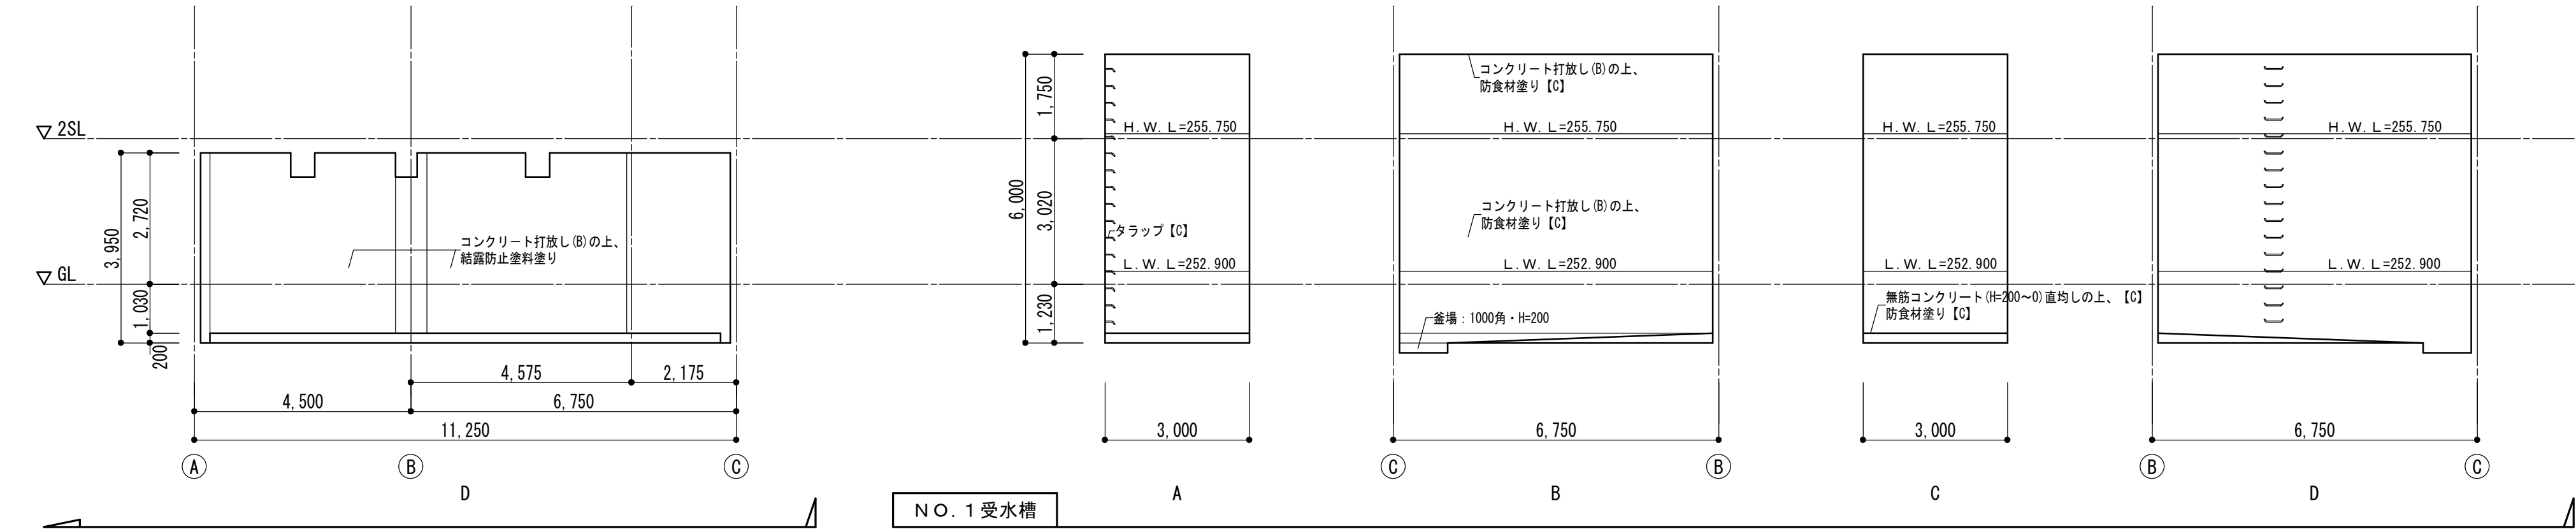 2SL
GL
3,950
2,720
1,030
200
コンクリート打放し(B)の上、
結露防止塗料塗り
4,575
2,175
4,500
6,750
11,250
A
B
C
D
6,000
1,750
3,020
1,230
H.W.L=255.750
タラップ【C】
L.W.L=252.900
3,000
A
コンクリート打放し(B)の上、
防食材塗り【C】
H.W.L=255.750
コンクリート打放し(B)の上、
防食材塗り【C】
L.W.L=252.900
釜場:1000角・H=200
6,750
C
B
B
H.W.L=255.750
L.W.L=252.900
無筋コンクリート(H=200〜0)直均しの上、【C】
防食材塗り【C】
3,000
C
H.W.L=255.750
L.W.L=252.900
6,750
B
C
D
NO.1受水槽